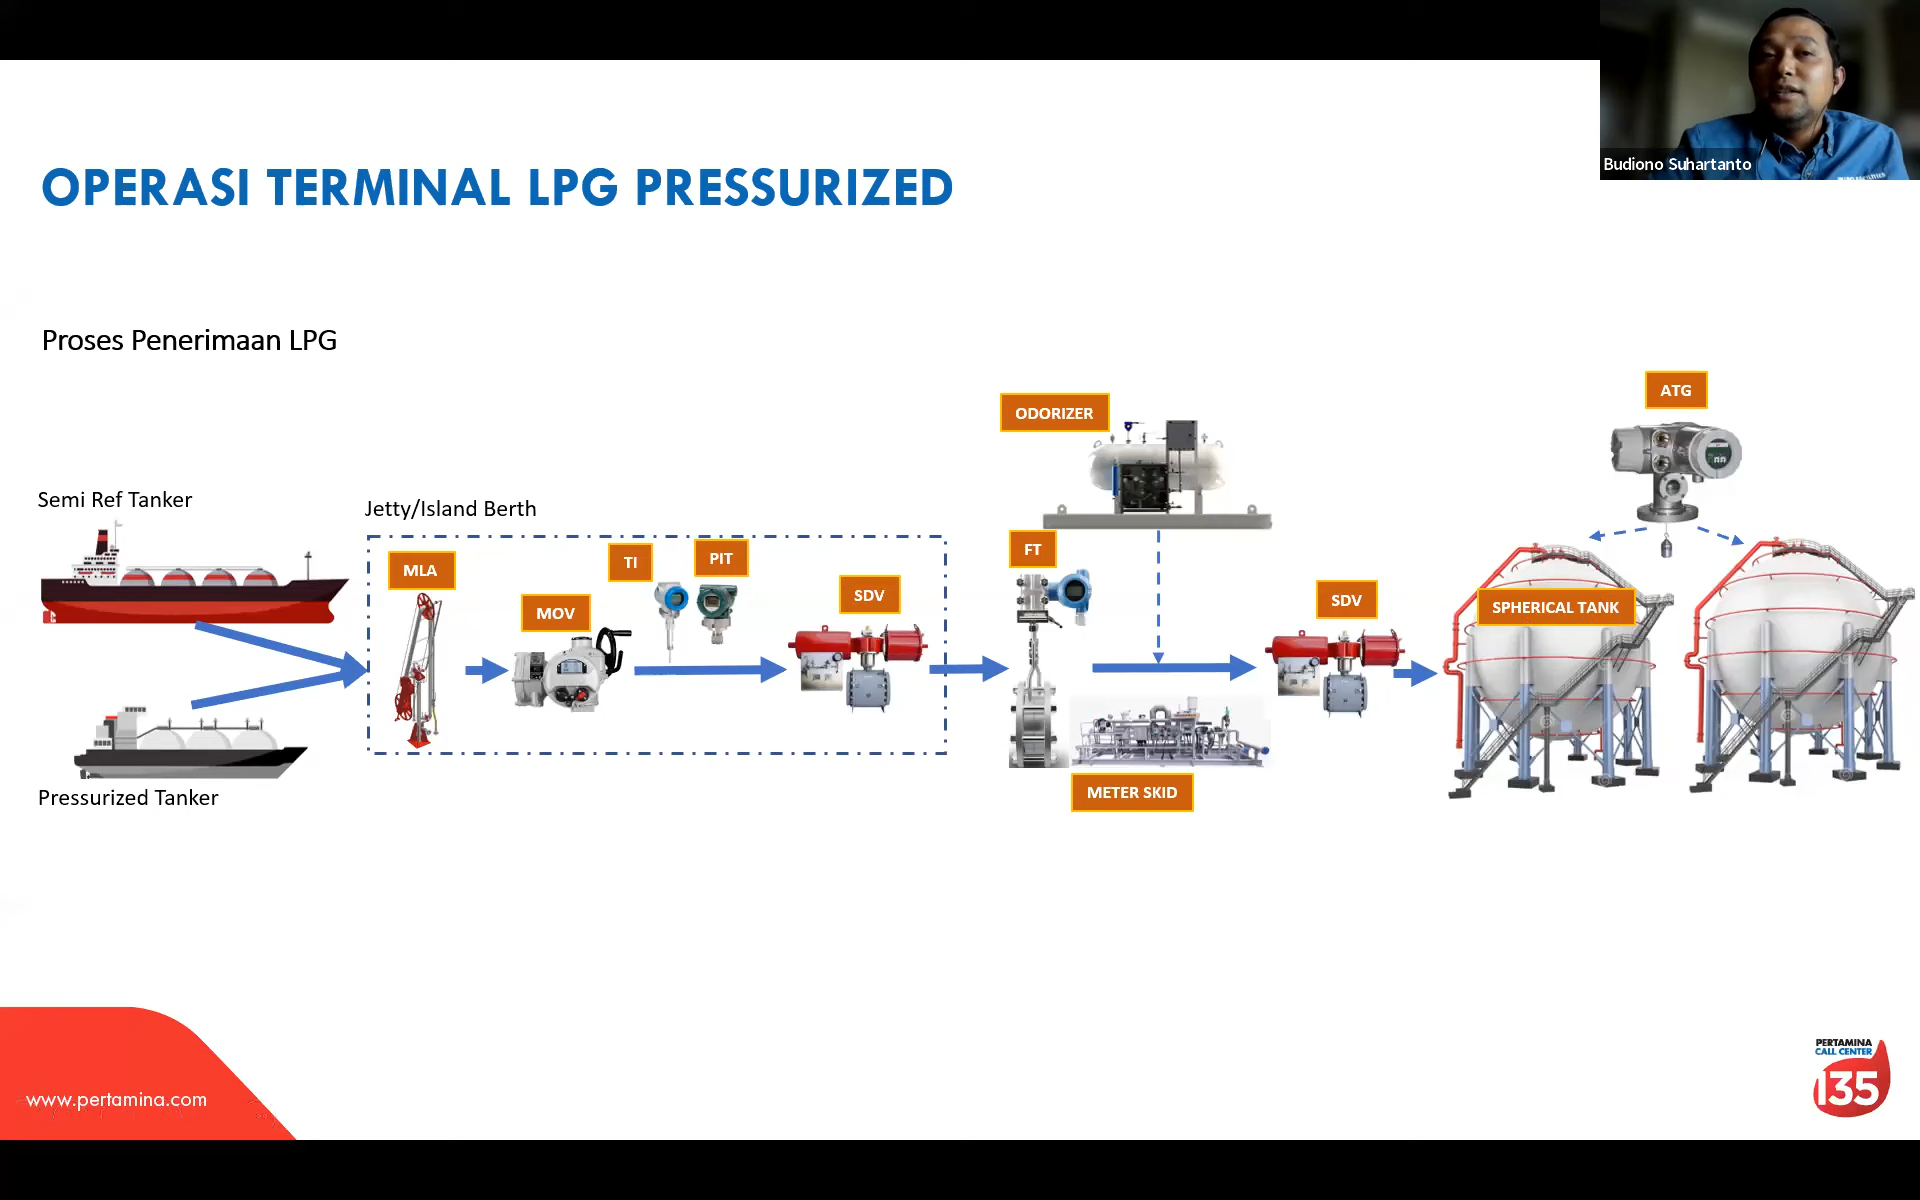 Budiono Suhartanto
OPERASI TERMINAL LPG PRESSURIZED
Proses Penerimaan LPG
ATG
ODORIZER
Semi Ref Tanker
Jetty/Island Berth
FT
MLA
TI
PIT
MOV
SDV
SDV
SPHERICAL TANK
METER SKID
Pressurized Tanker
www.pertamina.com
PERTAMINA
CALL CENTER
135